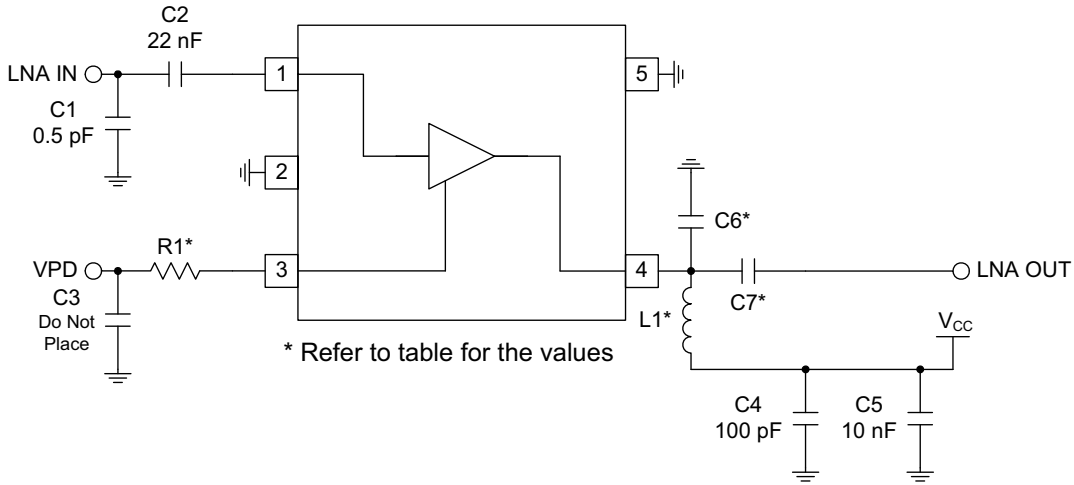 C2
22 nF
LNA IN
1
5
C1
0.5 pF
2
C6*
R1*
VPD
3
4
LNA OUT
C3
Do Not
Place
C7*
L1*
VCC
* Refer to table for the values
C4
100 pF
C5
10 nF